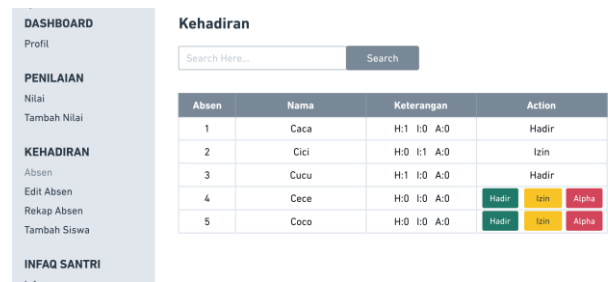 DASHBOARD
Profil
PENILAIAN
Nilai
Tambah Nilai
KEHADIRAN
Absen
Edit Absen
Rekap Absen
Tambah Siswa
INFAQ SANTRI
Kehadiran
Search Here... Search
Absen Nama Keterangan Action
1 Caca H:1 I:0 A:0 Hadir
2 Cici H:0 I:1 A:0 Izin
3 Cucu H:1 I:0 A:0 Hadir
4 Cece H:0 I:0 A:0 Hadir Izin Alpha
5 Coco H:0 I:0 A:0 Hadir Izin Alpha